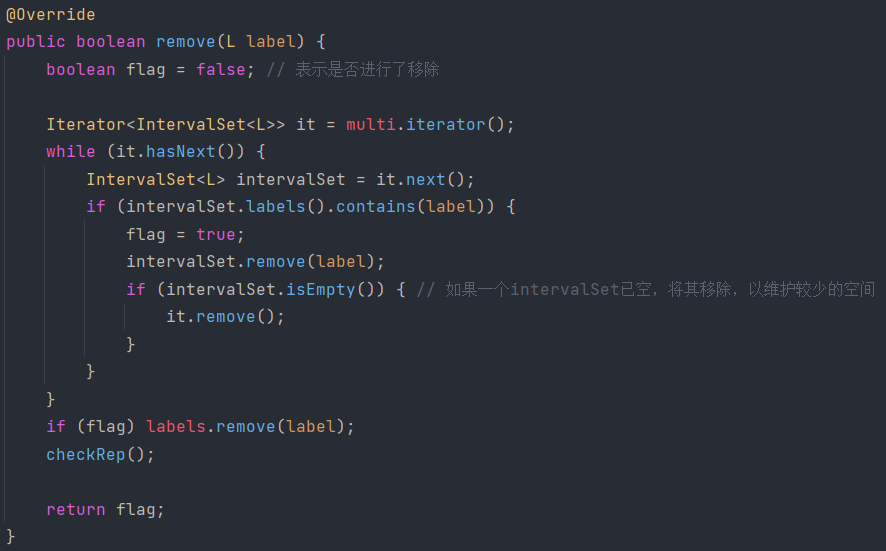 @Override
public boolean remove(L label) {
    boolean flag = false; // 表示是否进行了移除
    Iterator<IntervalSet<L>> it = multi.iterator();
    while (it.hasNext()) {
        IntervalSet<L> intervalSet = it.next();
        if (intervalSet.labels().contains(label)) {
            flag = true;
            intervalSet.remove(label);
            if (intervalSet.isEmpty()) { // 如果一个intervalSet已空，将其移除，以维护较少的空间
                it.remove();
            }
        }
    }
    if (flag) labels.remove(label);
    checkRep();
    return flag;
}